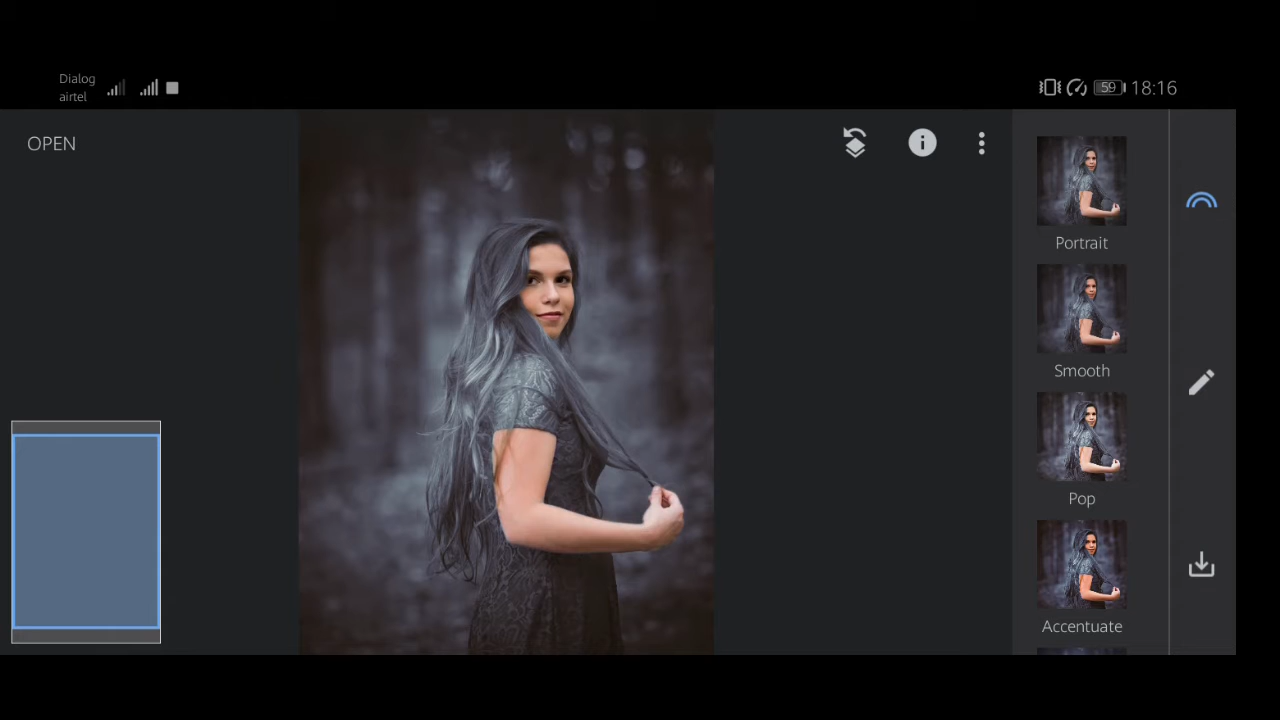 Dialog
airtel
59
18:16
OPEN
Portrait
Smooth
Pop
Accentuate